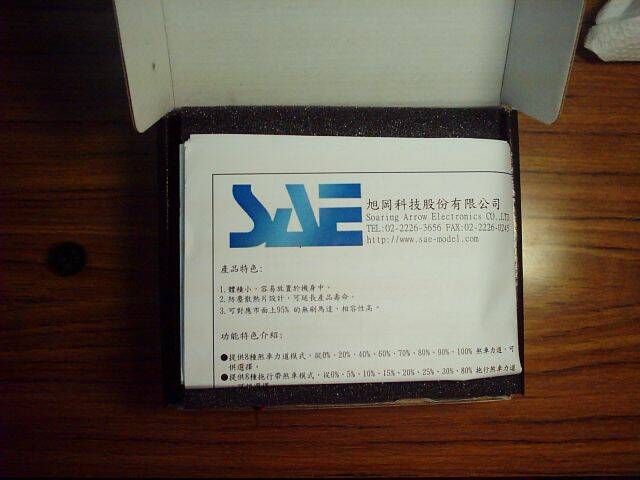 SAE
旭岡科技股份有限公司
Soaring Arrow Electronics CO.,LTD
TEL:02-2226-3656 FAX:02-2226-0245
http://www.sae-model.com
產品特色:
1.體積小，容易放置於機身中。
2.防塵散熱片設計，可延長產品壽命。
3.可對應市面上95% 的無刷馬達，相容性高。
功能特色介紹:
●提供8種煞車力道模式，從0%、20%、40%、60%、70%、80%、90%、100% 煞車力道，可
供選擇。
●提供8種拖行帶煞車模式，從0%、5%、10%、15%、20%、25%、30%、80% 拖行煞車力道